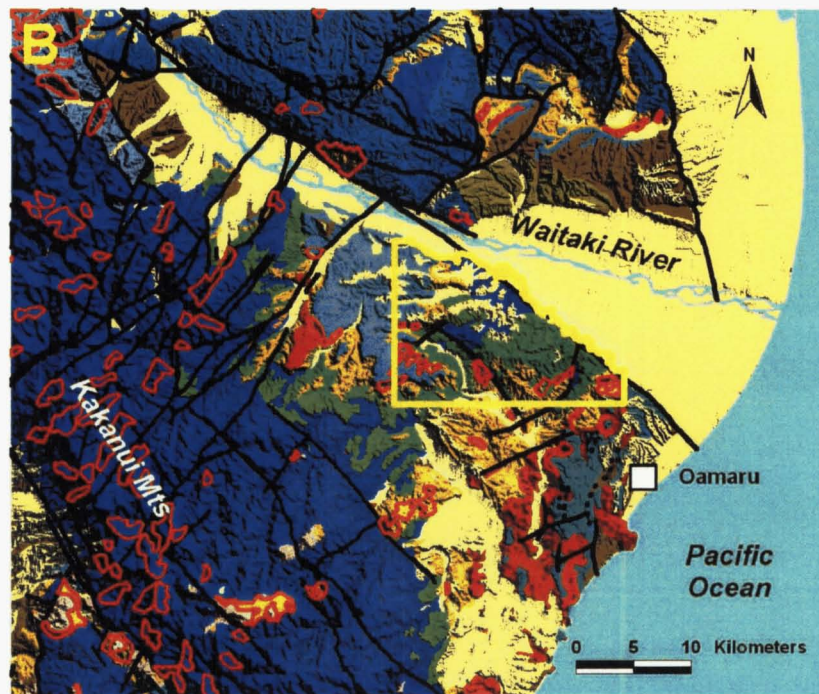 B
N
Waitaki River
Kakanui Mts
Oamaru
Pacific
Ocean
0 5 10 Kilometers